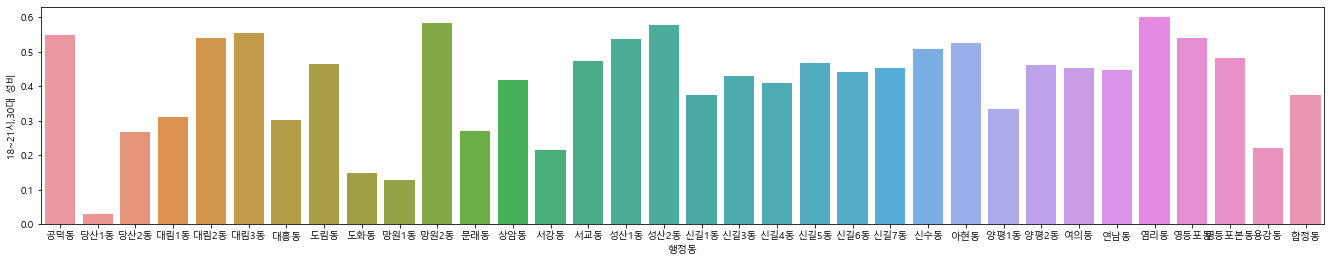 18~21시,30대 성비
0.6
0.5
0.4
0.3
0.2
0.1
0.0
공덕동 당산1동 당산2동 대림1동 대림2동 대림3동 대흥동 도림동 도화동 망원1동 망원2동 문래동 상암동 서강동 서교동 성산1동 성산2동 신길1동 신길3동 신길4동 신길5동 신길6동 신길7동 신수동 아현동 양평1동 양평2동 여의동 연남동 염리동 영등포동 영등포본동 용강동 합정동
행정동